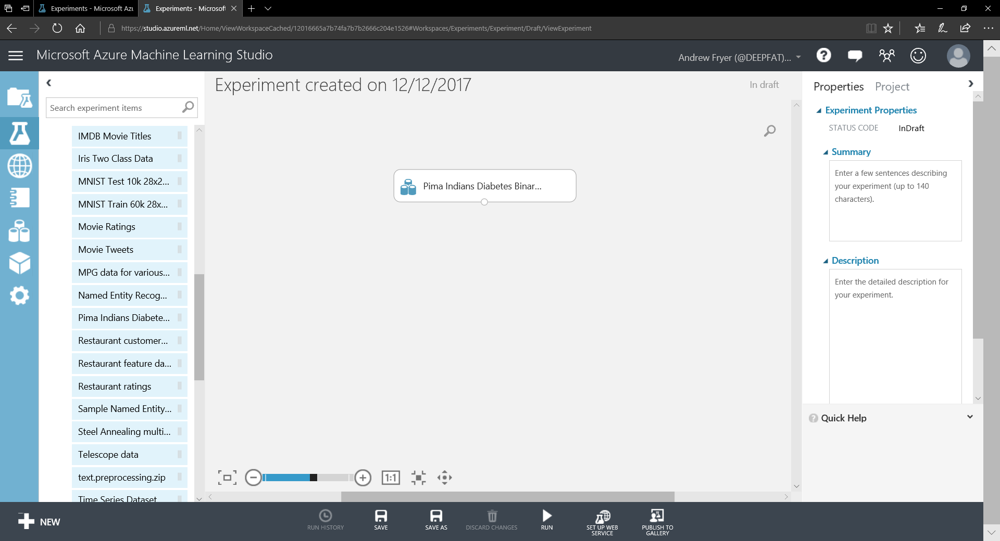 Experiments - Microsoft Azu
Experiments - Microsoft
https://studio.azureml.net/Home/ViewWorkspaceCached/12016665a7b74fa7b7b2666c204e1526#Workspaces/Experiments/Experiment/Draft/ViewExperiment
Microsoft Azure Machine Learning Studio
Andrew Fryer (@DEEPFAT)...
Search experiment items
IMDB Movie Titles
Iris Two Class Data
MNIST Test 10k 28x2...
MNIST Train 60k 28x...
Movie Ratings
Movie Tweets
MPG data for various...
Named Entity Recog...
Pima Indians Diabete...
Restaurant customer...
Restaurant feature da...
Restaurant ratings
Sample Named Entity...
Steel Annealing multi...
Telescope data
text.preprocessing.zip
Time Series Dataset
Experiment created on 12/12/2017
In draft
Pima Indians Diabetes Binar...
1:1
Properties Project
Experiment Properties
STATUS CODE InDraft
Summary
Enter a few sentences describing
your experiment (up to 140
characters).
Description
Enter the detailed description for
your experiment.
Quick Help
NEW
RUN HISTORY
SAVE
SAVE AS
DISCARD CHANGES
RUN
SET UP WEB
SERVICE
PUBLISH TO
GALLERY